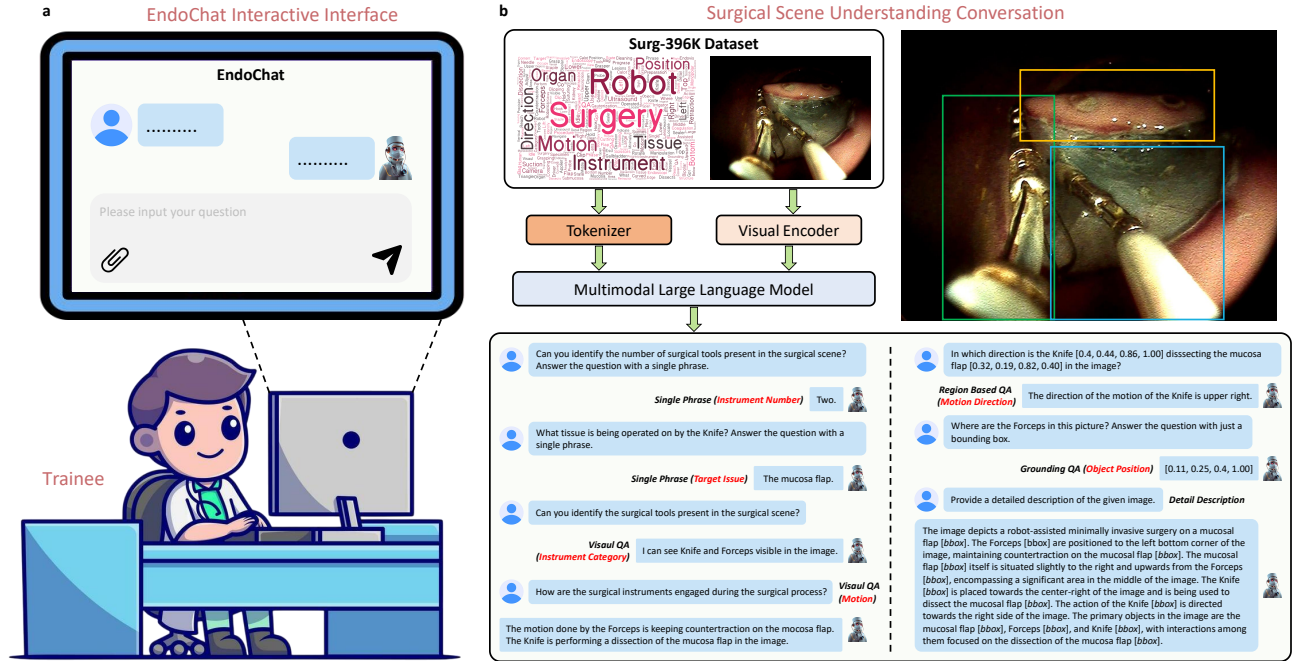 a
EndoChat Interactive Interface
EndoChat
..........
..........
Please input your question
Trainee
b
Surgical Scene Understanding Conversation
Surg-396K Dataset
Robot
Surgery
Organ
Position
Direction
Motion
Tissue
Instrument
Forceps
Left
Right
Top
Bottom
Ultrasound
Suction
Camera
Tokenizer
Visual Encoder
Multimodal Large Language Model
Can you identify the number of surgical tools present in the surgical scene?
Answer the question with a single phrase.
Single Phrase (Instrument Number)
Two.
What tissue is being operated on by the Knife? Answer the question with a
single phrase.
Single Phrase (Target Issue)
The mucosa flap.
Can you identify the surgical tools present in the surgical scene?
Visaul QA
(Instrument Category)
I can see Knife and Forceps visible in the image.
How are the surgical instruments engaged during the surgical process?
Visaul QA
(Motion)
The motion done by the Forceps is keeping countraction on the mocosa flap.
The Knife is performing a dissection of the mucosa flap in the image.
In which direction is the Knife [0.4, 0.44, 0.86, 1.00] disssecting the mucosa
flap [0.32, 0.19, 0.82, 0.40] in the image?
Region Based QA
(Motion Direction)
The direction of the motion of the Knife is upper right.
Where are the Forceps in this picture? Answer the question with just a
bounding box.
Grounding QA (Object Position)
[0.11, 0.25, 0.4, 1.00]
Provide a detailed description of the given image.
Detail Description
The image depicts a robot-assisted minimally invasive surgery on a mucosal
flap [bbox]. The Forceps [bbox] are positioned to the left bottom corner of the
image, maintaining countertraction on the mucosal flap [bbox]. The mucosal
flap [bbox] itself is situated slightly to the right and upwards from the Forceps
[bbox], encompassing a significant area in the middle of the image. The Knife
[bbox] is placed towards the center-right of the image and is being used to
dissect the mucosal flap [bbox]. The action of the Knife [bbox] is directed
towards the right side of the image. The primary objects in the image are the
mucosal flap [bbox], Forceps [bbox], and Knife [bbox], with interactions among
them focused on the dissection of the mucosa flap [bbox].